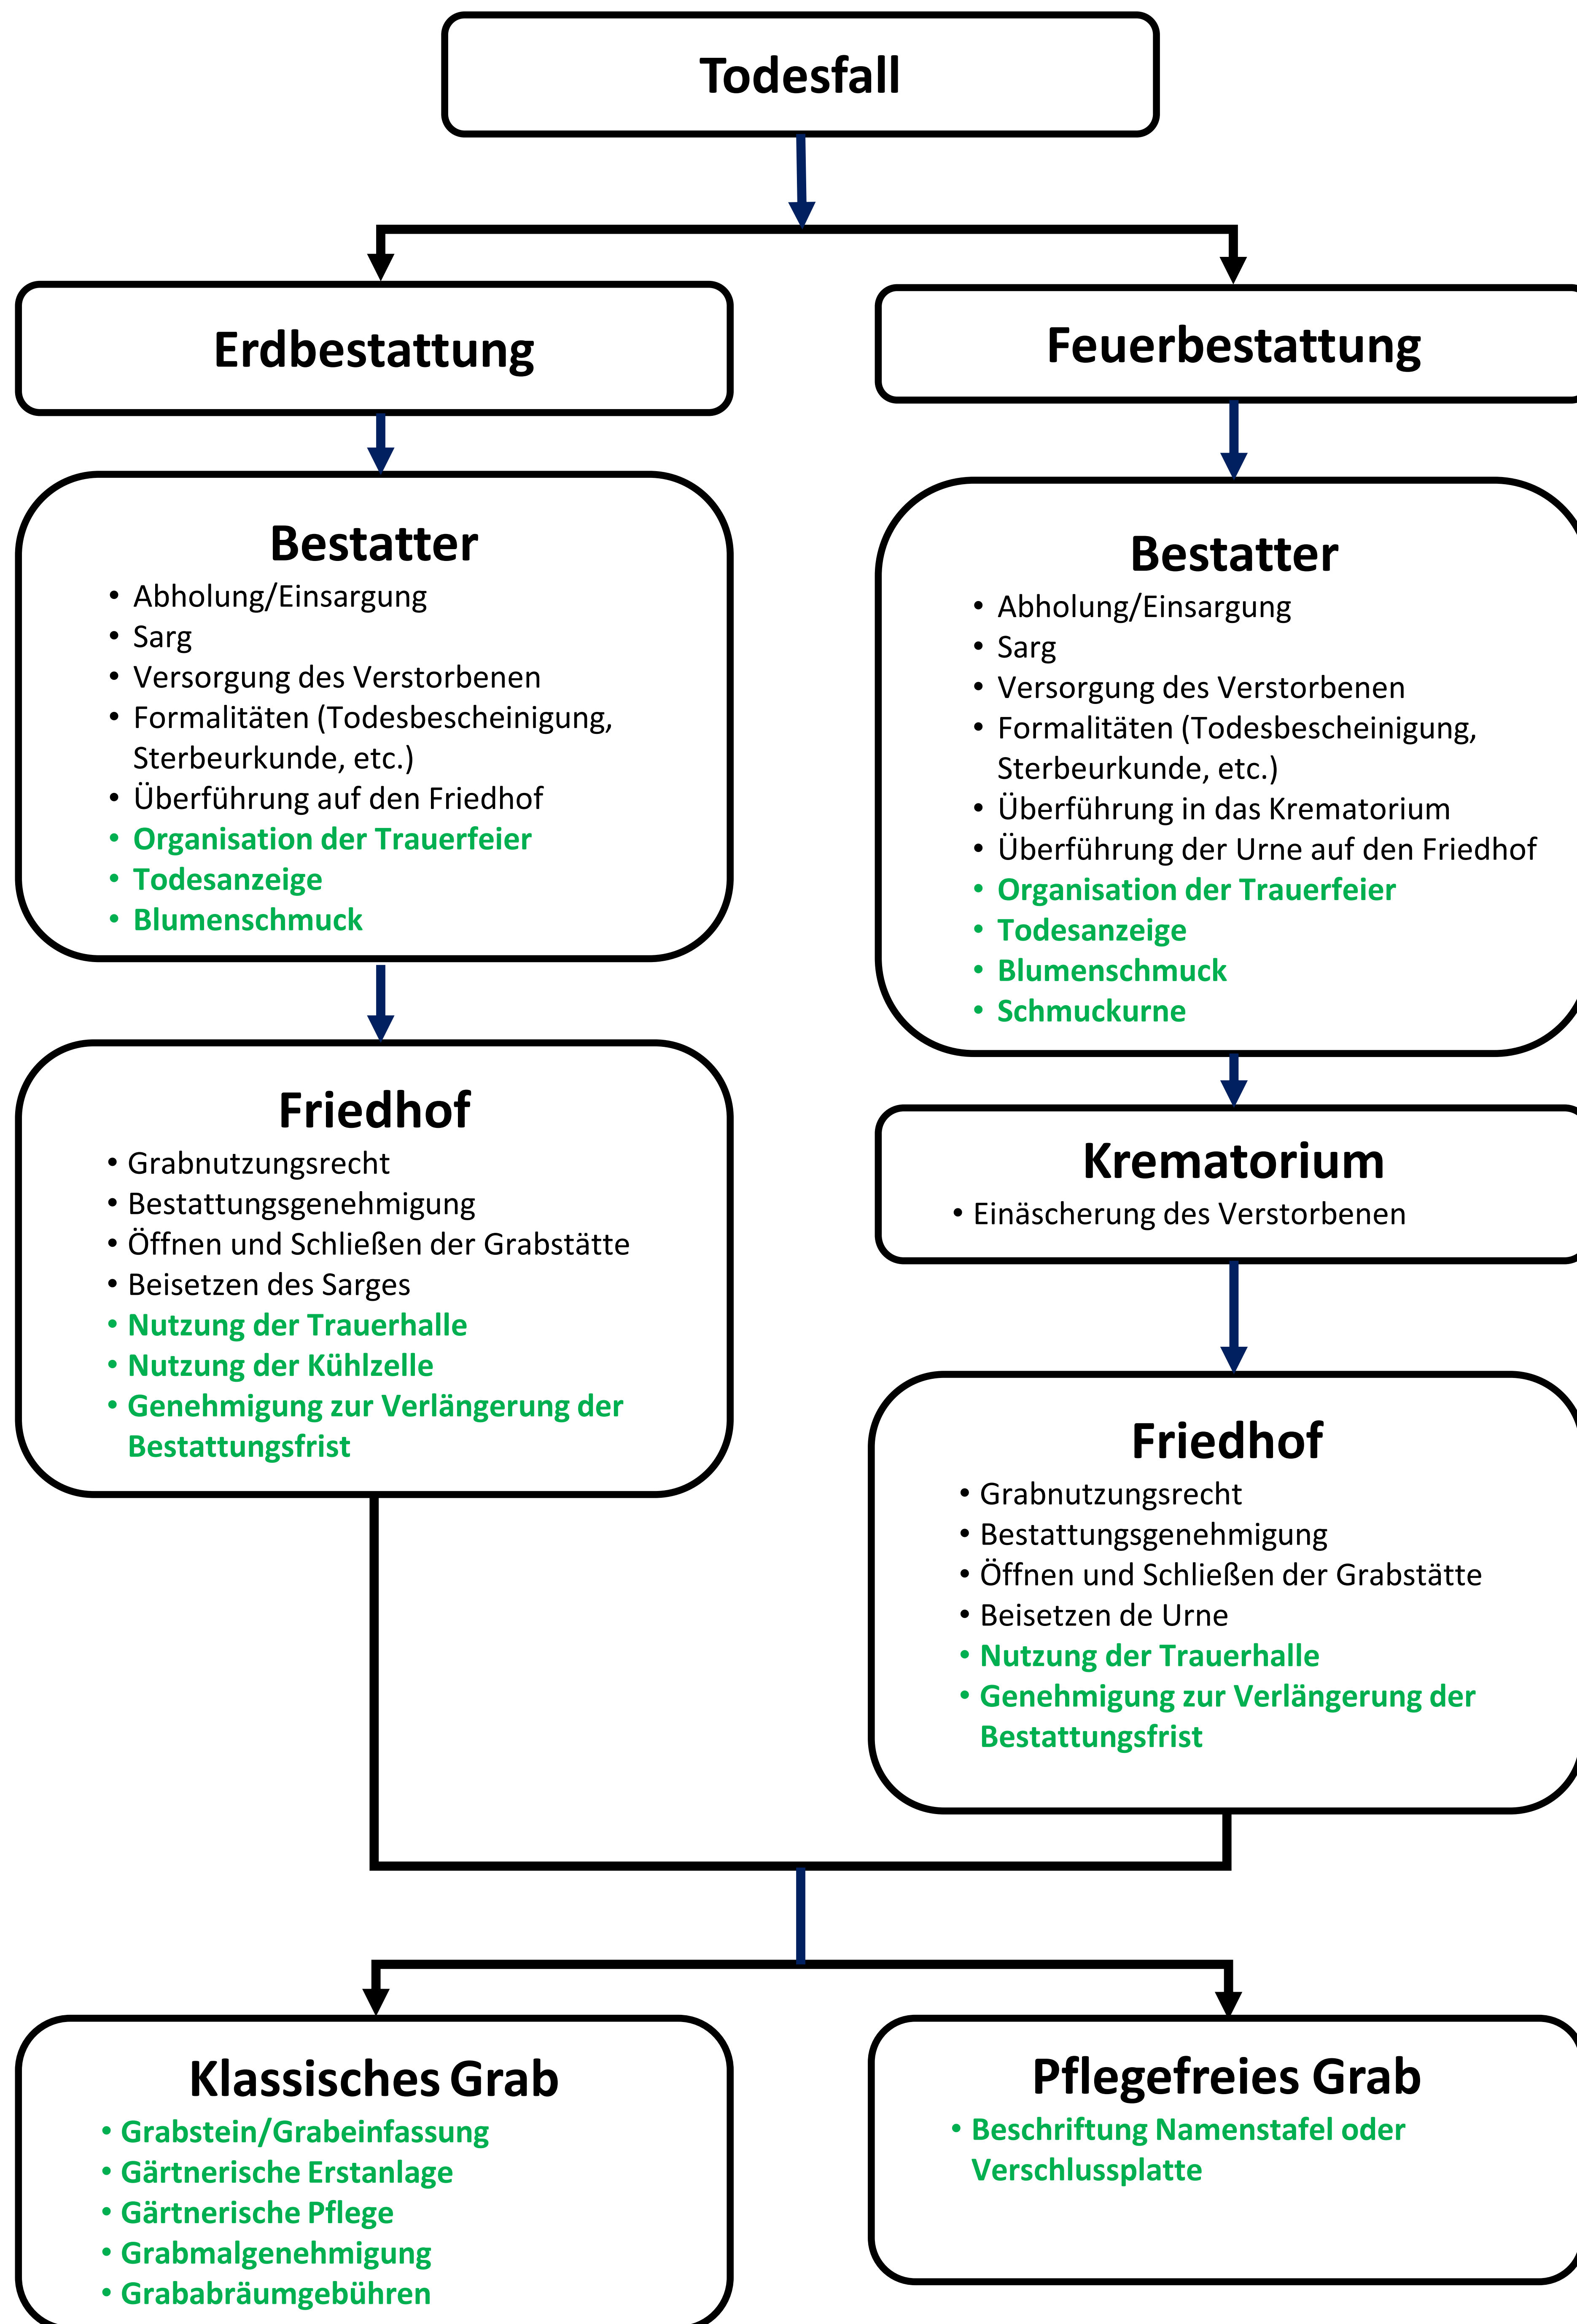 Todesfall
Erdbestattung
Bestatter
• Abholung/Einsargung
• Sarg
• Versorgung des Verstorbenen
• Formalitäten (Todesbescheinigung,
Sterbeurkunde, etc.)
• Überführung auf den Friedhof
• Organisation der Trauerfeier
• Todesanzeige
• Blumenschmuck
Friedhof
• Grabnutzungsrecht
• Bestattungsgenehmigung
• Öffnen und Schließen der Grabstätte
• Beisetzen des Sarges
• Nutzung der Trauerhalle
• Nutzung der Kühlzelle
• Genehmigung zur Verlängerung der
Bestattungsfrist
Feuerbestattung
Bestatter
• Abholung/Einsargung
• Sarg
• Versorgung des Verstorbenen
• Formalitäten (Todesbescheinigung,
Sterbeurkunde, etc.)
• Überführung in das Krematorium
• Überführung der Urne auf den Friedhof
• Organisation der Trauerfeier
• Todesanzeige
• Blumenschmuck
• Schmuckurne
Krematorium
• Einäscherung des Verstorbenen
Friedhof
• Grabnutzungsrecht
• Bestattungsgenehmigung
• Öffnen und Schließen der Grabstätte
• Beisetzen de Urne
• Nutzung der Trauerhalle
• Genehmigung zur Verlängerung der
Bestattungsfrist
Klassisches Grab
• Grabstein/Grabeinfassung
• Gärtnerische Erstanlage
• Gärtnerische Pflege
• Grabmalgenehmigung
• Grababräumgebühren
Pflegefreies Grab
• Beschriftung Namenstafel oder
Verschlussplatte